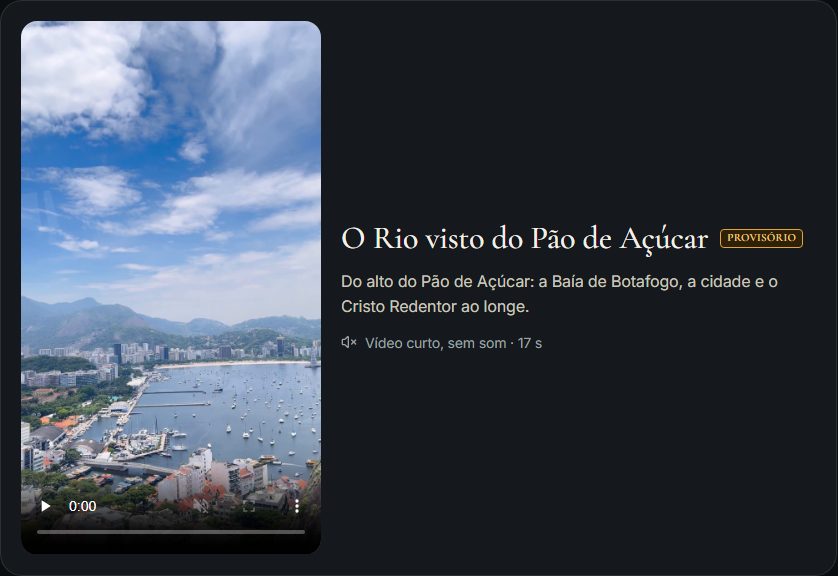 O Rio visto do Pão de Açúcar PROVISÓRIO
Do alto do Pão de Açúcar: a Baía de Botafogo, a cidade e o
Cristo Redentor ao longe.
Vídeo curto, sem som · 17 s
0:00